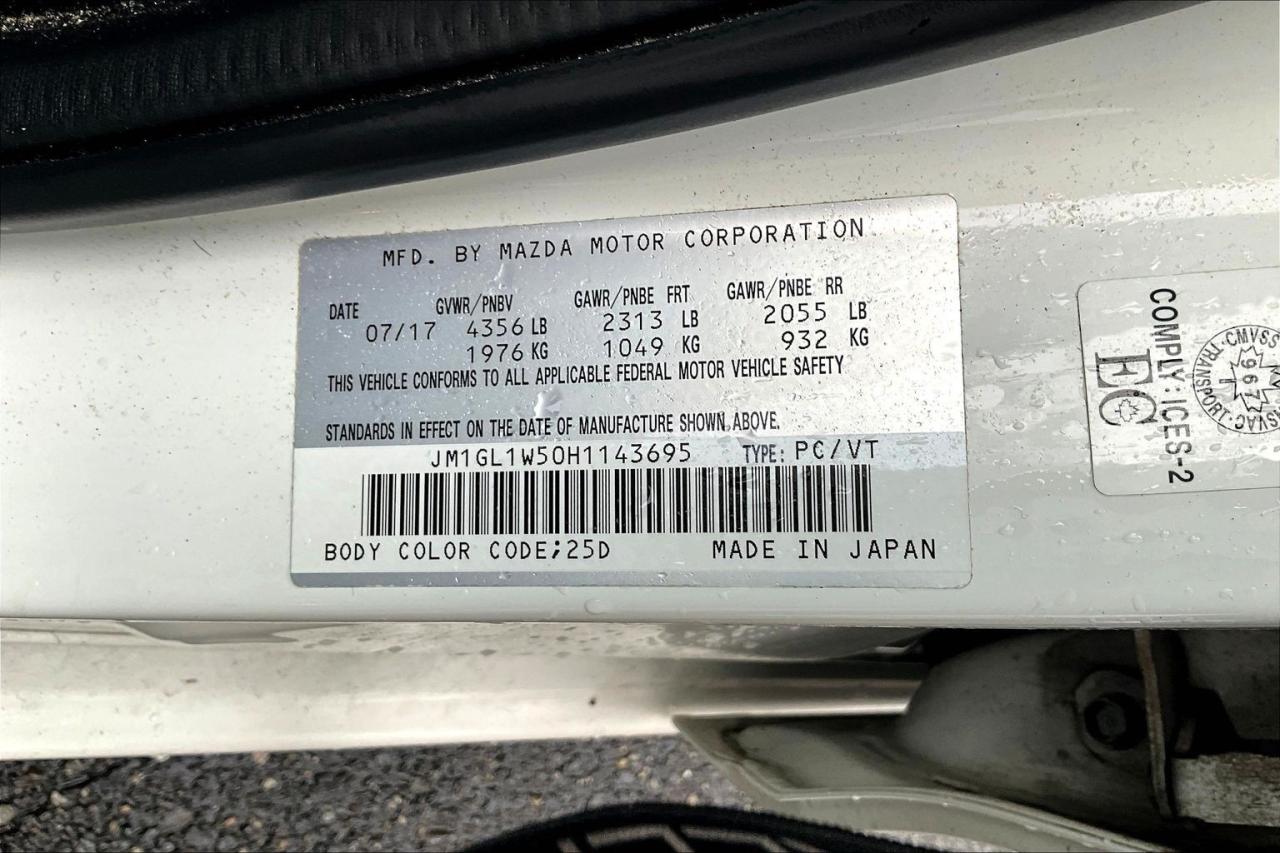 MFD. BY MAZDA MOTOR CORPORATION
DATE GVWR/PNBV GAWR/PNBE FRT GAWR/PNBE RR
07/17 4356 LB 2313 LB 2055 LB
1976 KG 1049 KG 932 KG
THIS VEHICLE CONFORMS TO ALL APPLICABLE FEDERAL MOTOR VEHICLE SAFETY
STANDARDS IN EFFECT ON THE DATE OF MANUFACTURE SHOWN ABOVE.
JM1GL1W50H1143695 TYPE: PC/VT
BODY COLOR CODE;25D MADE IN JAPAN
COMPLY:ICES-2
EC
CMVSS
967
TRANSPORT
SVAC